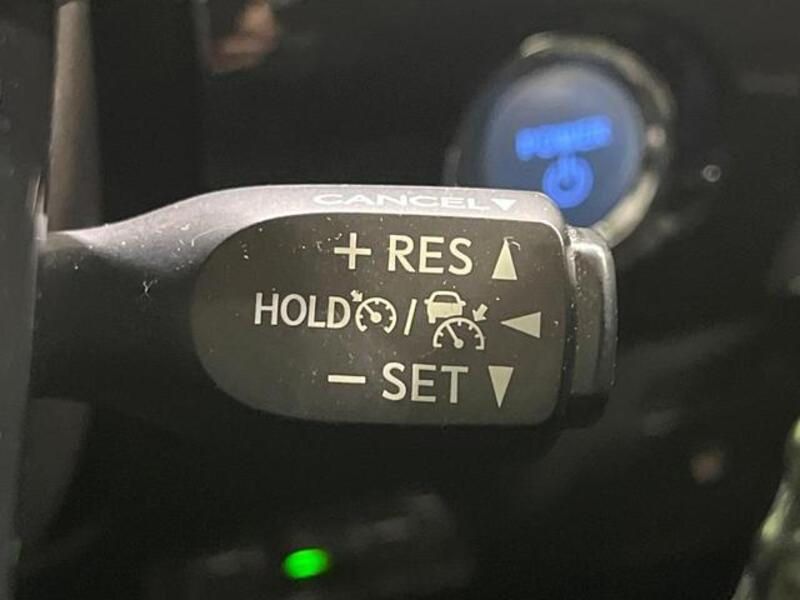 POWER
CANCEL▼
+ RES ▲
HOLD / ◀
− SET ▼